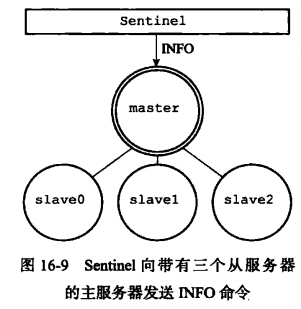 Sentinel
INFO
master
slave0 slave1 slave2
图 16-9 Sentinel 向带有三个从服务器
的主服务器发送 INFO 命令